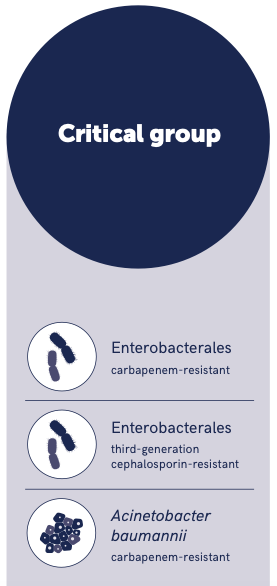 Critical group
Enterobacterales
carbapenem-resistant
Enterobacterales
third-generation
cephalosporin-resistant
Acinetobacter
baumannii
carbapenem-resistant